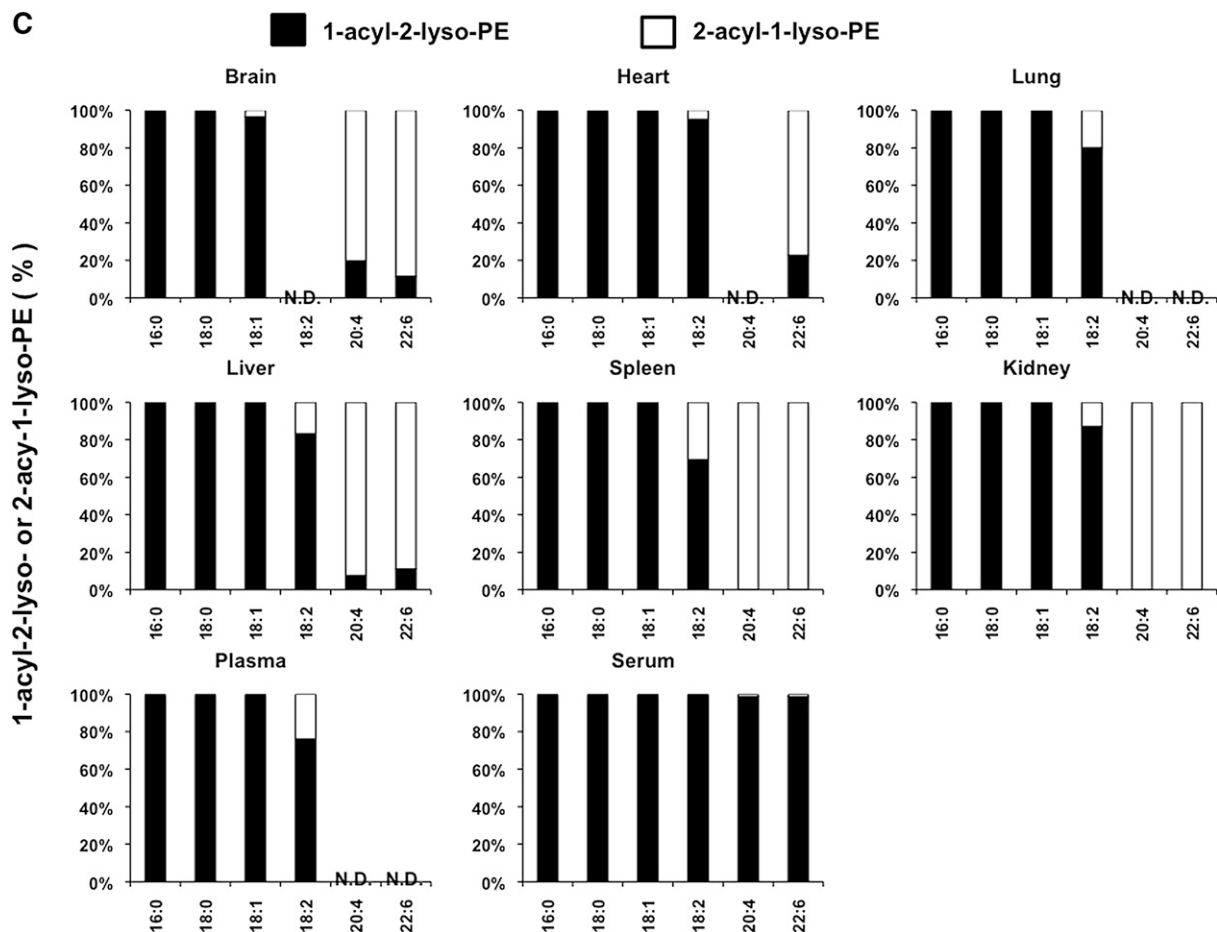 C
1-acyl-2-lyso-PE 2-acyl-1-lyso-PE
1-acyl-2-lyso- or 2-acy-1-lyso-PE ( % )
Brain
100%
80%
60%
40%
20%
0%
N.D.
16:0 18:0 18:1 18:2 20:4 22:6
Heart
100%
80%
60%
40%
20%
0%
N.D.
16:0 18:0 18:1 18:2 20:4 22:6
Lung
100%
80%
60%
40%
20%
0%
N.D. N.D.
16:0 18:0 18:1 18:2 20:4 22:6
Liver
100%
80%
60%
40%
20%
0%
16:0 18:0 18:1 18:2 20:4 22:6
Spleen
100%
80%
60%
40%
20%
0%
16:0 18:0 18:1 18:2 20:4 22:6
Kidney
100%
80%
60%
40%
20%
0%
16:0 18:0 18:1 18:2 20:4 22:6
Plasma
100%
80%
60%
40%
20%
0%
N.D. N.D.
16:0 18:0 18:1 18:2 20:4 22:6
Serum
100%
80%
60%
40%
20%
0%
16:0 18:0 18:1 18:2 20:4 22:6